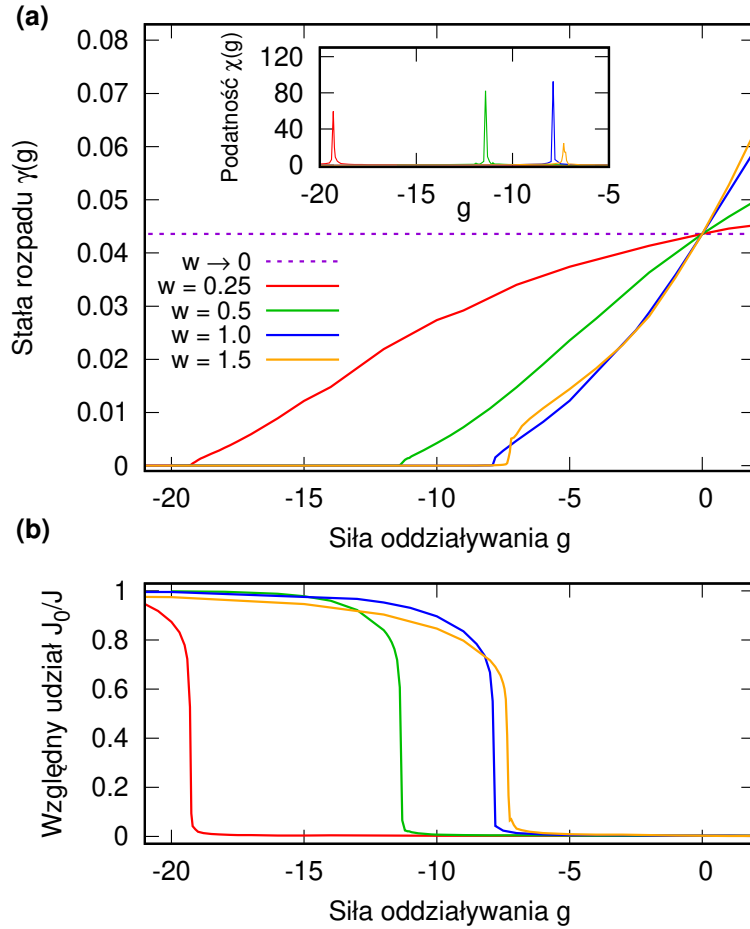 (a)
0.08
0.07
0.06
0.05
0.04
0.03
0.02
0.01
0
Stała rozpadu γ(g)
120
80
40
0
Podatność χ(g)
-20 -15 -10 -5
g
w → 0
w = 0.25
w = 0.5
w = 1.0
w = 1.5
-20 -15 -10 -5 0
Siła oddziaływania g
(b)
1
0.8
0.6
0.4
0.2
0
Względny udział J₀/J
-20 -15 -10 -5 0
Siła oddziaływania g